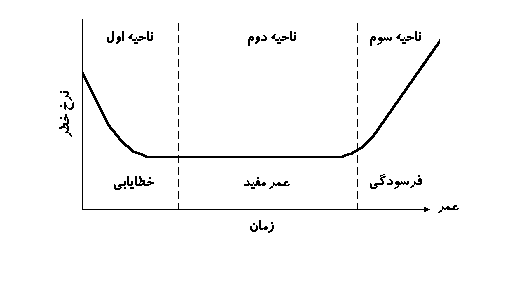 ناحیه اول
ناحیه دوم
ناحیه سوم
نرخ خطر
خطایابی
عمر مفید
فرسودگی
عمر
زمان